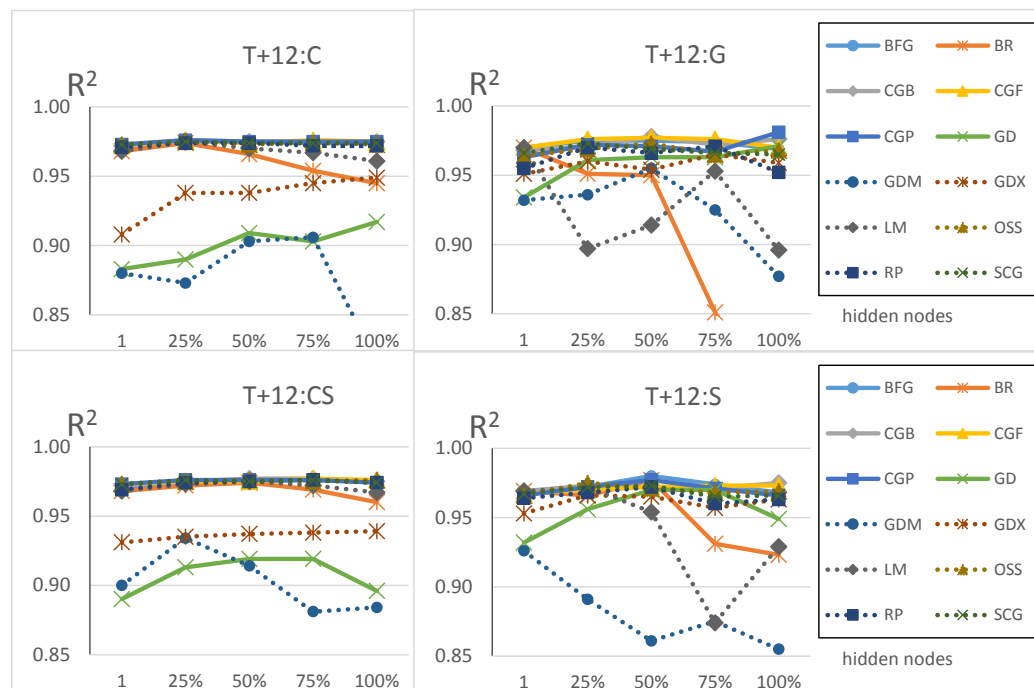 T+12:C
R2
1.00
0.95
0.90
0.85
1 25% 50% 75% 100%
T+12:G
R2
1.00
0.95
0.90
0.85
1 25% 50% 75% 100%
BFG BR
CGB CGF
CGP GD
GDM GDX
LM OSS
RP SCG
hidden nodes
T+12:CS
R2
1.00
0.95
0.90
0.85
1 25% 50% 75% 100%
T+12:S
R2
1.00
0.95
0.90
0.85
1 25% 50% 75% 100%
BFG BR
CGB CGF
CGP GD
GDM GDX
LM OSS
RP SCG
hidden nodes